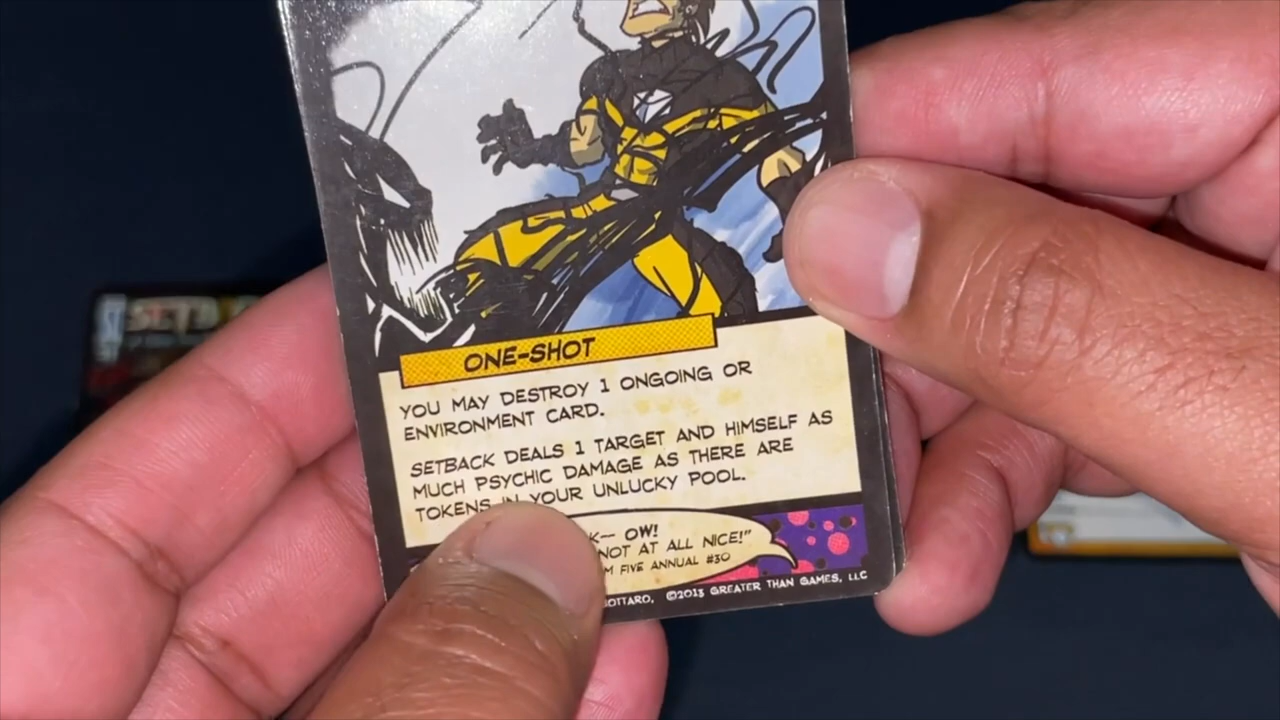 ONE-SHOT
YOU MAY DESTROY 1 ONGOING OR
ENVIRONMENT CARD.
SETBACK DEALS 1 TARGET AND HIMSELF AS
MUCH PSYCHIC DAMAGE AS THERE ARE
TOKENS IN YOUR UNLUCKY POOL.
K— OW!
NOT AT ALL NICE!"
FIVE ANNUAL #30
©2013 GREATER THAN GAMES, LLC